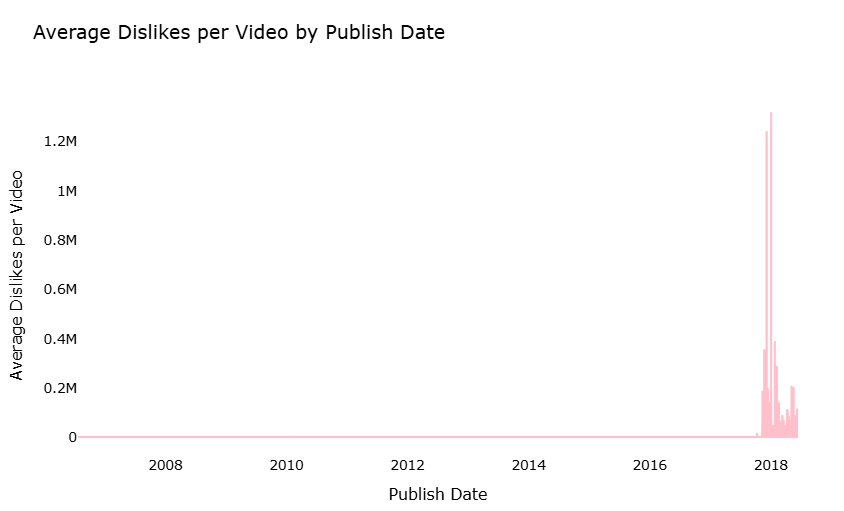 Average Dislikes per Video by Publish Date
Average Dislikes per Video
1.2M
1M
0.8M
0.6M
0.4M
0.2M
0
2008
2010
2012
2014
2016
2018
Publish Date